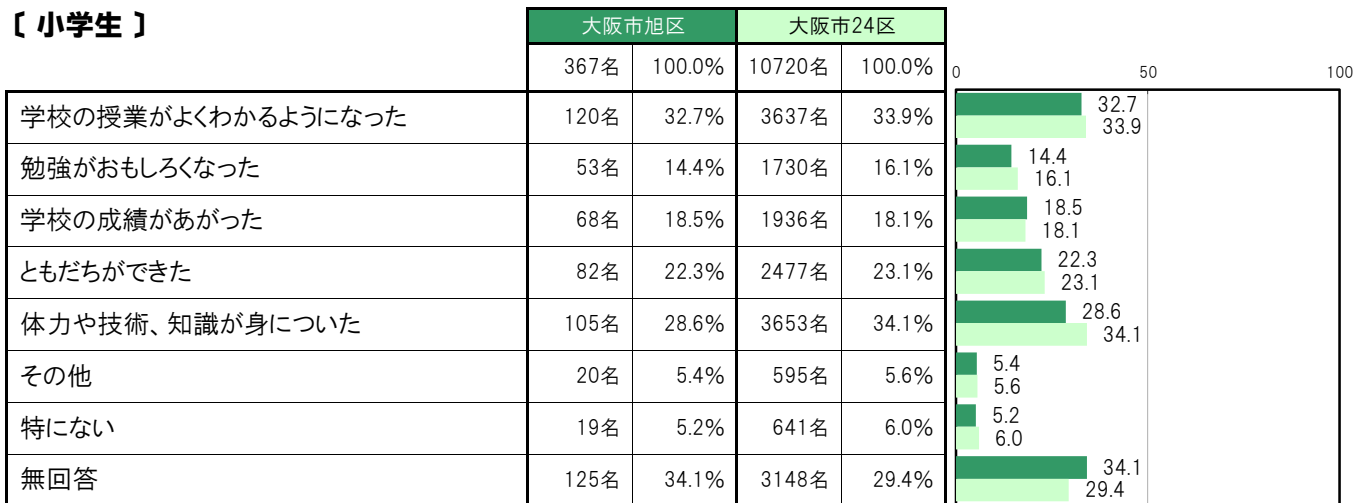 〔 小学生 〕
大阪市旭区 大阪市24区
367名 100.0% 10720名 100.0%
0 50 100
学校の授業がよくわかるようになった 120名 32.7% 3637名 33.9% 32.7
33.9
勉強がおもしろくなった 53名 14.4% 1730名 16.1% 14.4
16.1
学校の成績があがった 68名 18.5% 1936名 18.1% 18.5
18.1
ともだちができた 82名 22.3% 2477名 23.1% 22.3
23.1
体力や技術、知識が身についた 105名 28.6% 3653名 34.1% 28.6
34.1
その他 20名 5.4% 595名 5.6% 5.4
5.6
特にない 19名 5.2% 641名 6.0% 5.2
6.0
無回答 125名 34.1% 3148名 29.4% 34.1
29.4